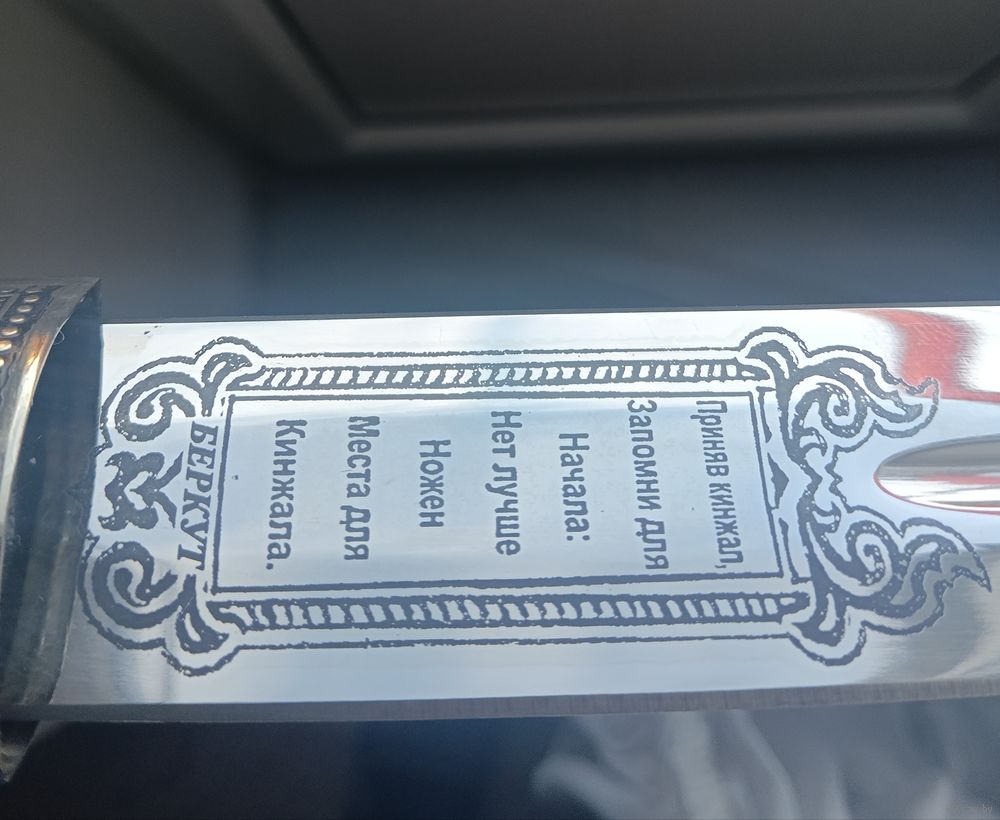 Приняв кинжал,
Запомни для
Начала:
Нет лучше
Ножен
Места для
Кинжала.
БЕРКУТ